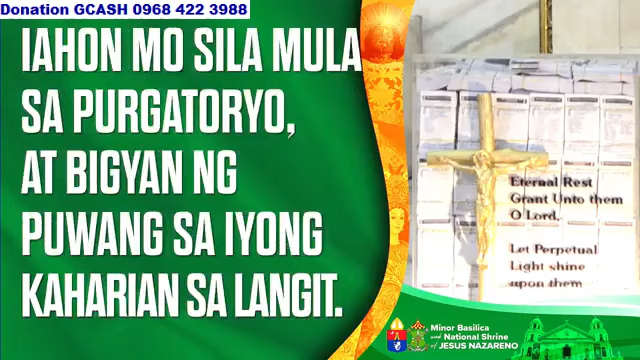 Donation GCASH 0968 422 3988
IAHON MO SILA MULA
SA PURGATORYO,
AT BIGYAN NG
PUWANG SA IYONG
KAHARIAN SA LANGIT.
Eternal Rest
Grant Unto them
O Lord,
Let Perpetual
Light shine
upon them
Minor Basilica
and National Shrine
of JESUS NAZARENO